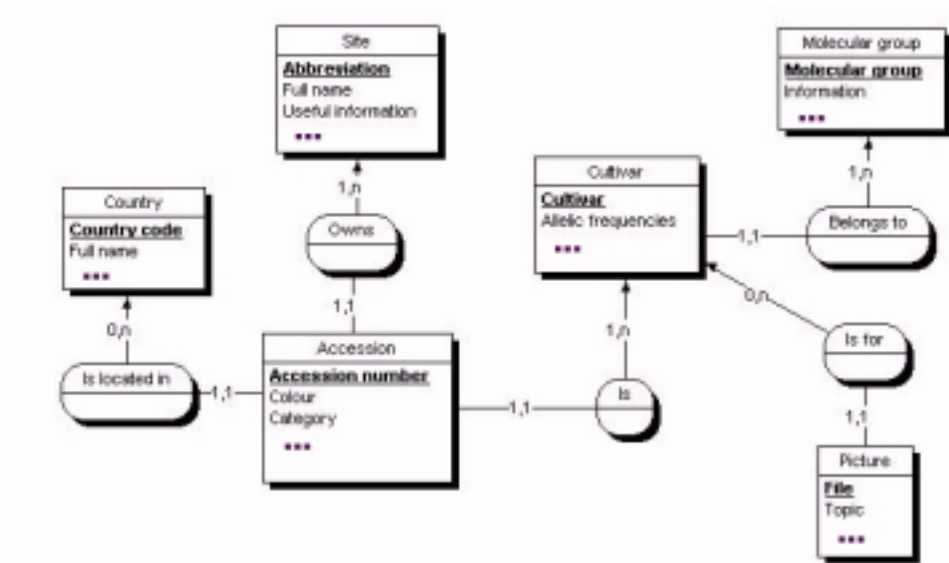 Site
Abbreviation
Full name
Useful information
...
Molecular group
Molecular group
Information
...
1,n
Country
Country code
Full name
...
Owns
Cultivar
Cultivar
Allelic frequencies
...
1,n
Belongs to
1,1
1,1
0,n
0,n
1,n
Is for
Accession
Accession number
Colour
Category
...
Is located in
1,1
1,1
Is
1,1
Picture
File
Topic
...